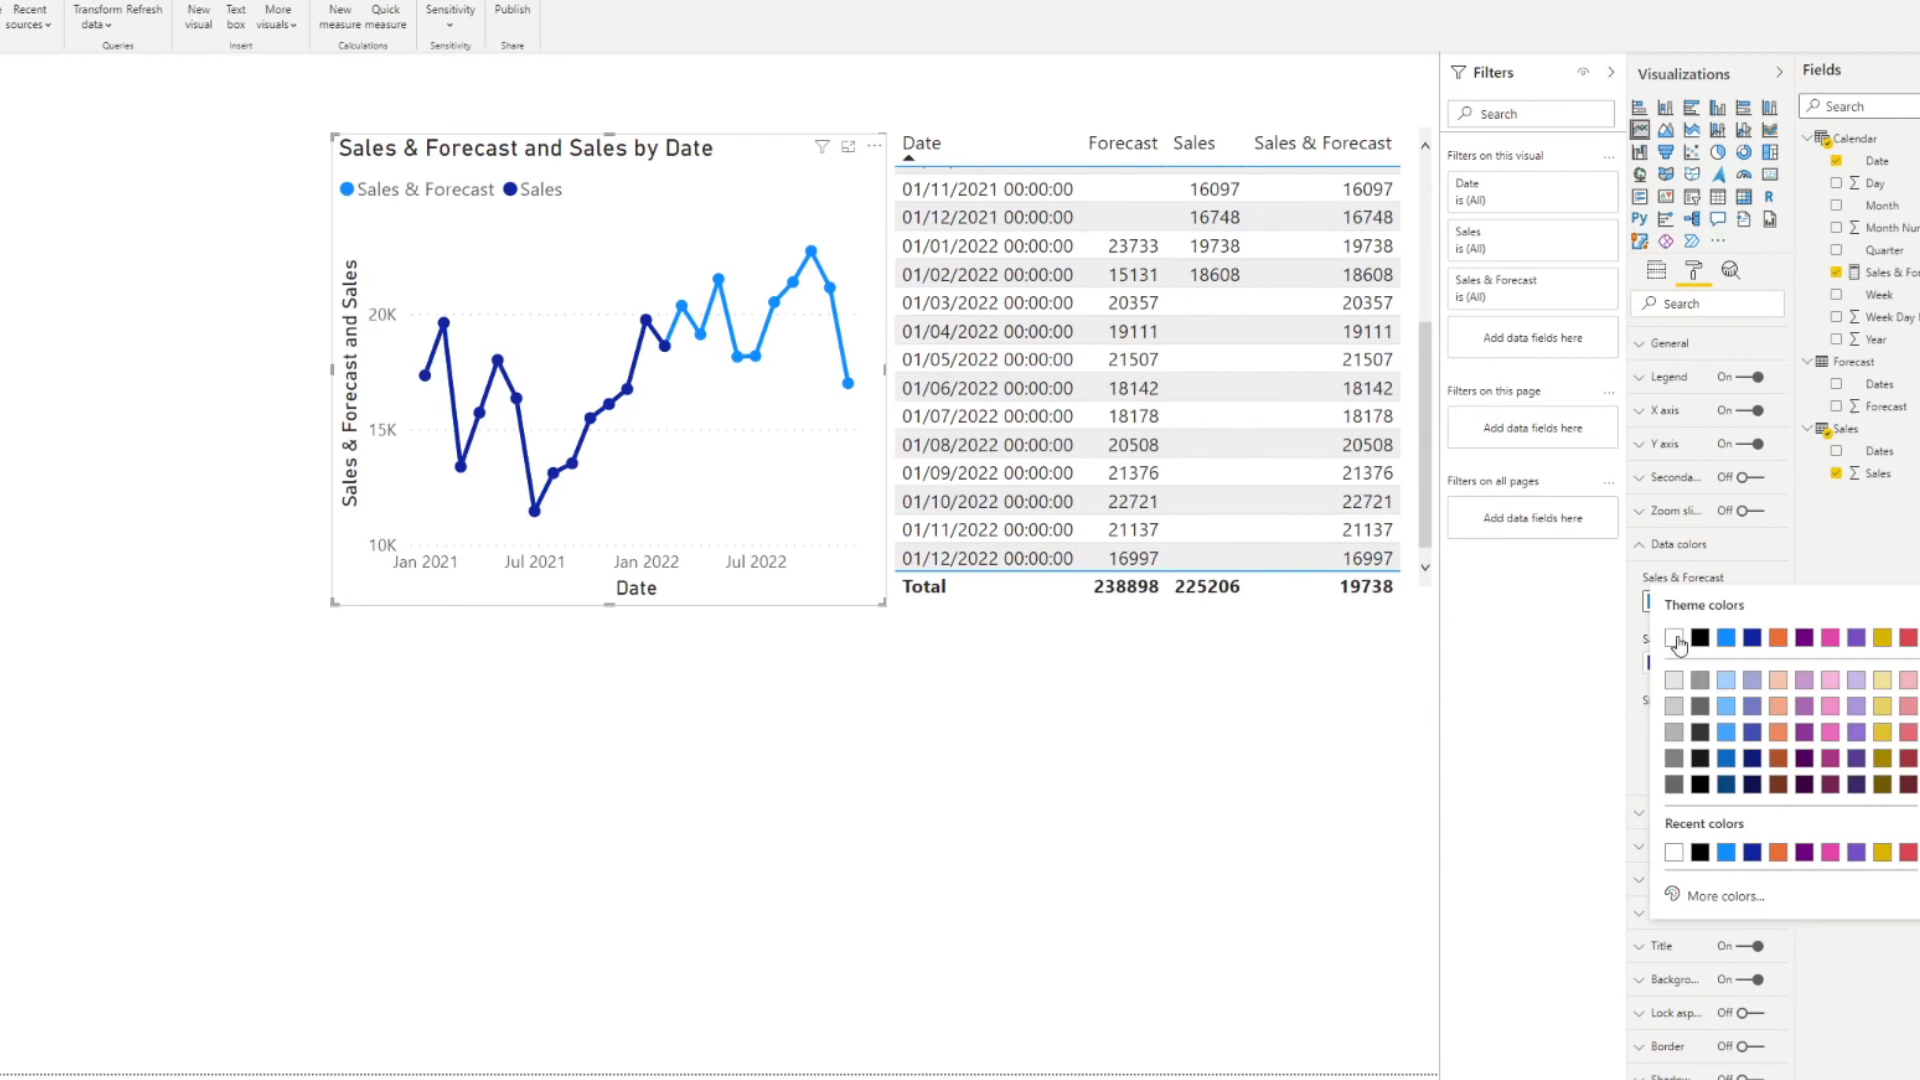 Recent Transform Refresh New Text More New Quick Sensitivity Publish
sources data visual box visuals measure measure
Queries Insert Calculations Sensitivity Share
Sales & Forecast and Sales by Date
Sales & Forecast Sales
Sales & Forecast and Sales
20K
15K
10K
Jan 2021 Jul 2021 Jan 2022 Jul 2022
Date
Date Forecast Sales Sales & Forecast
01/11/2021 00:00:00 16097 16097
01/12/2021 00:00:00 16748 16748
01/01/2022 00:00:00 23733 19738 19738
01/02/2022 00:00:00 15131 18608 18608
01/03/2022 00:00:00 20357 20357
01/04/2022 00:00:00 19111 19111
01/05/2022 00:00:00 21507 21507
01/06/2022 00:00:00 18142 18142
01/07/2022 00:00:00 18178 18178
01/08/2022 00:00:00 20508 20508
01/09/2022 00:00:00 21376 21376
01/10/2022 00:00:00 22721 22721
01/11/2022 00:00:00 21137 21137
01/12/2022 00:00:00 16997 16997
Total 238898 225206 19738
Filters
Search
Filters on this visual ...
Date
is (All)
Sales
is (All)
Sales & Forecast
is (All)
Add data fields here
Filters on this page ...
Add data fields here
Filters on all pages ...
Add data fields here
Visualizations
R
Py
...
Search
General
Legend On
X axis On
Y axis On
Seconda... Off
Zoom sli... Off
Data colors
Sales & Forecast
Theme colors
Recent colors
More colors...
Title On
Backgro... On
Lock asp... Off
Border Off
Fields
Search
Calendar
Date
Σ Day
Month
Σ Month Nur
Quarter
Sales & For
Week
Σ Week Day
Σ Year
Forecast
Dates
Σ Forecast
Sales
Dates
Σ Sales